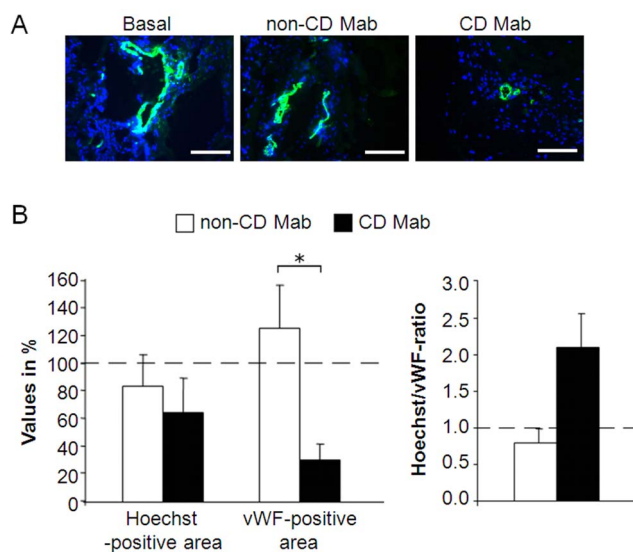 A
Basal
non-CD Mab
CD Mab
B
non-CD Mab
CD Mab
Values in %
160
140
120
100
80
60
40
20
0
*
Hoechst
-positive area
vWF-positive
area
Hoechst/vWF-ratio
3.0
2.5
2.0
1.5
1.0
0.5
0.0